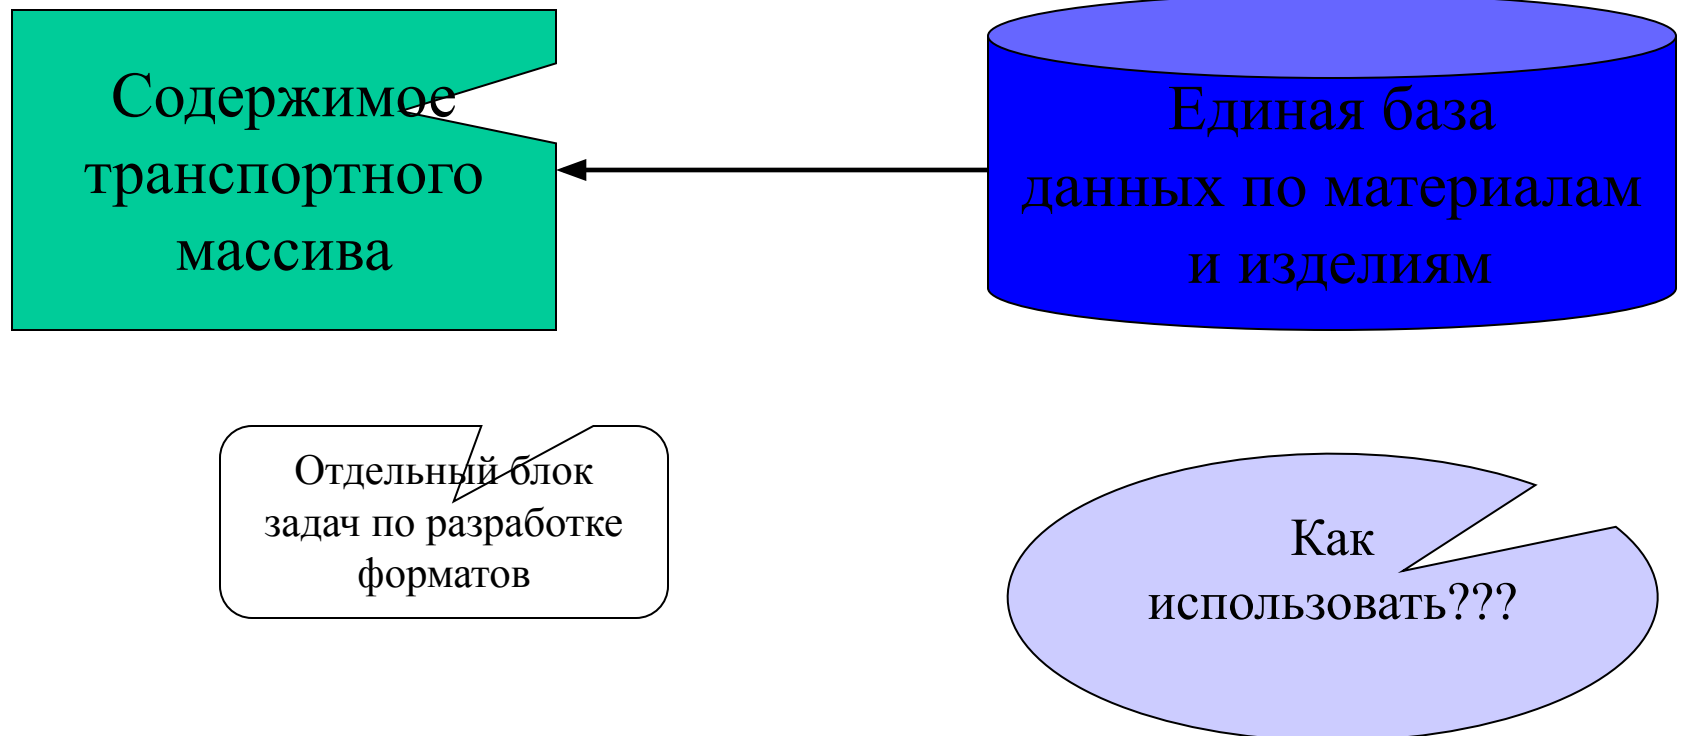 Содержимое
транспортного
массива
Единая база
данных по материалам
и изделиям
Отдельный блок
задач по разработке
форматов
Как
использовать???